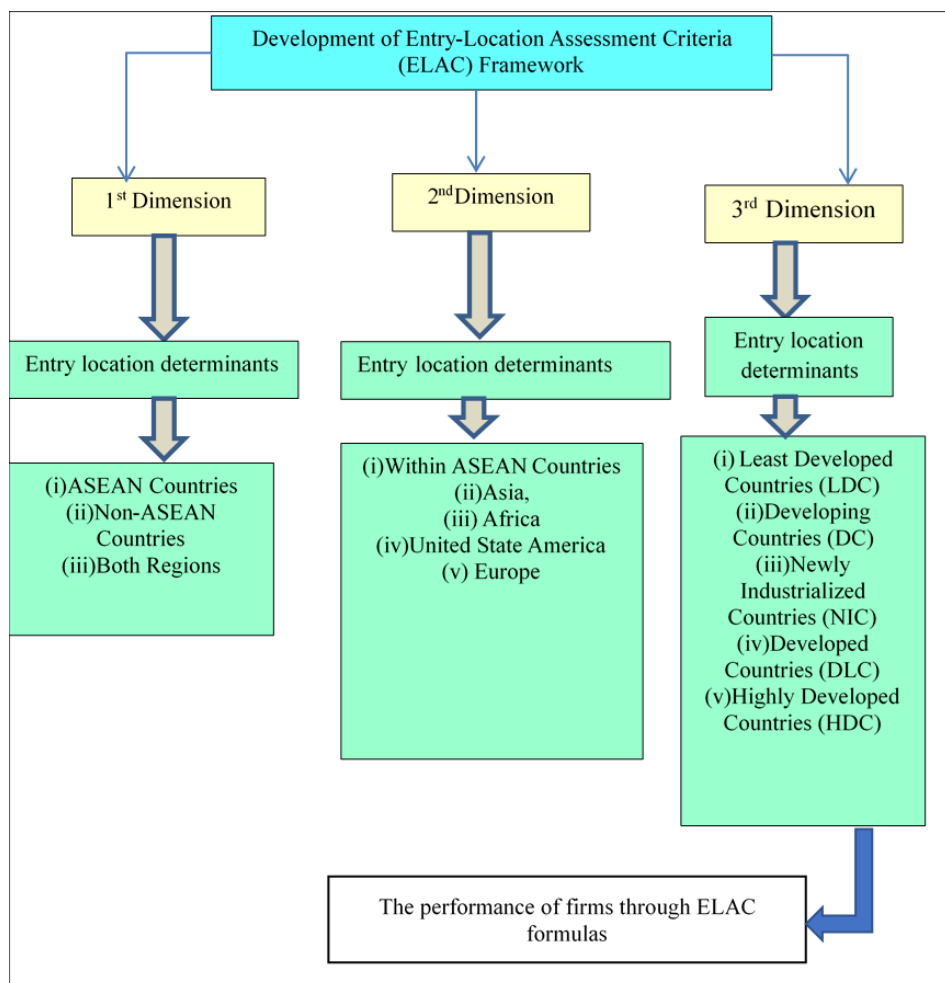 Development of Entry-Location Assessment Criteria
(ELAC) Framework
1st Dimension
2nd Dimension
3rd Dimension
Entry location determinants
Entry location determinants
Entry location
determinants
(i)ASEAN Countries
(ii)Non-ASEAN
Countries
(iii)Both Regions
(i)Within ASEAN Countries
(ii)Asia,
(iii) Africa
(iv)United State America
(v) Europe
(i) Least Developed
Countries (LDC)
(ii)Developing
Countries (DC)
(iii)Newly
Industrialized
Countries (NIC)
(iv)Developed
Countries (DLC)
(v)Highly Developed
Countries (HDC)
The performance of firms through ELAC
formulas